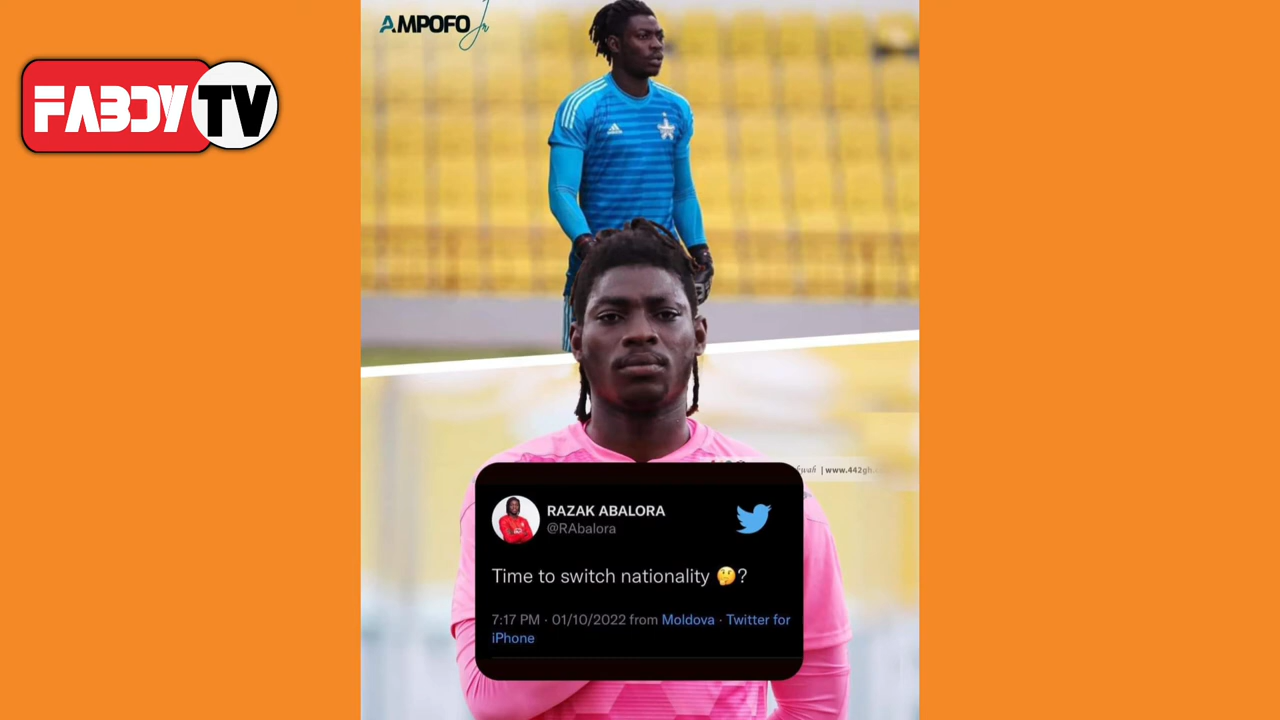 AMPOFO Jr
FABDY TV
| www.442gh
RAZAK ABALORA
@RAbalora
Time to switch nationality 🤔?
7:17 PM · 01/10/2022 from Moldova · Twitter for
iPhone